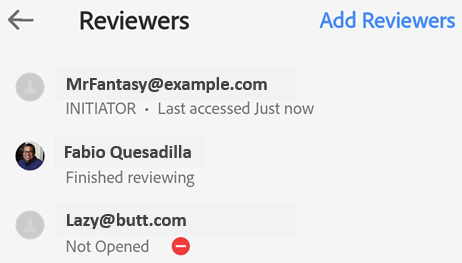 Reviewers
Add Reviewers
MrFantasy@example.com
INITIATOR • Last accessed Just now
Fabio Quesadilla
Finished reviewing
Lazy@butt.com
Not Opened